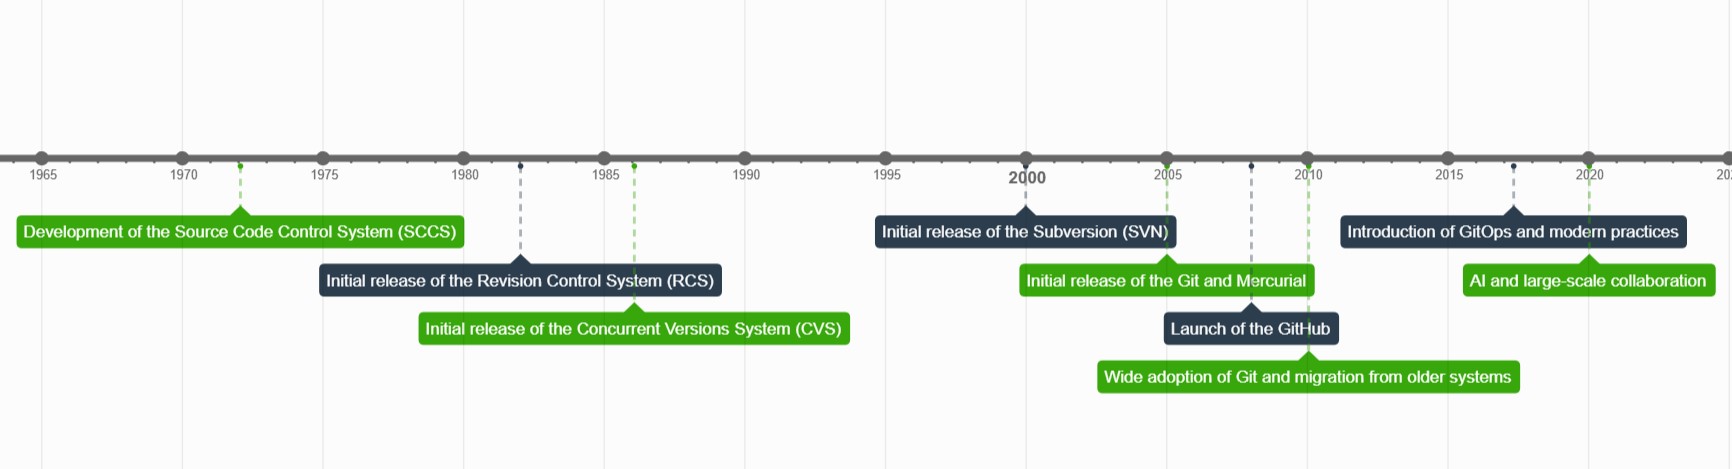 1965 1970 1975 1980 1985 1990 1995 2000 2005 2010 2015 2020
Development of the Source Code Control System (SCCS)
Initial release of the Subversion (SVN)
Introduction of GitOps and modern practices
Initial release of the Revision Control System (RCS)
Initial release of the Git and Mercurial
AI and large-scale collaboration
Initial release of the Concurrent Versions System (CVS)
Launch of the GitHub
Wide adoption of Git and migration from older systems